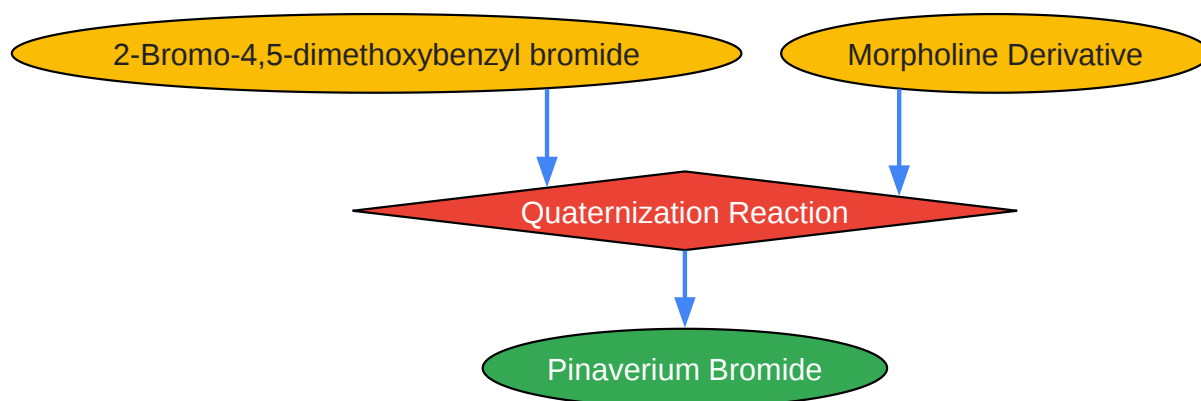 2-Bromo-4,5-dimethoxybenzyl bromide
Morpholine Derivative
Quaternization Reaction
Pinaverium Bromide